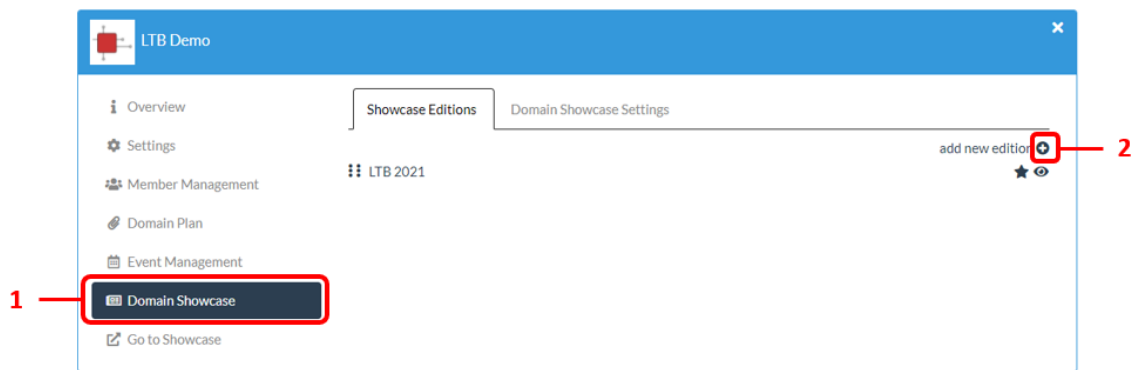 LTB Demo
Overview
Settings
Member Management
Domain Plan
Event Management
Domain Showcase
Go to Showcase
1
Showcase Editions
Domain Showcase Settings
add new edition
LTB 2021
2